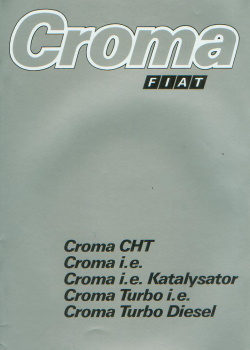 Croma
FIAT
Croma CHT
Croma i.e.
Croma i.e. Katalysator
Croma Turbo i.e.
Croma Turbo Diesel